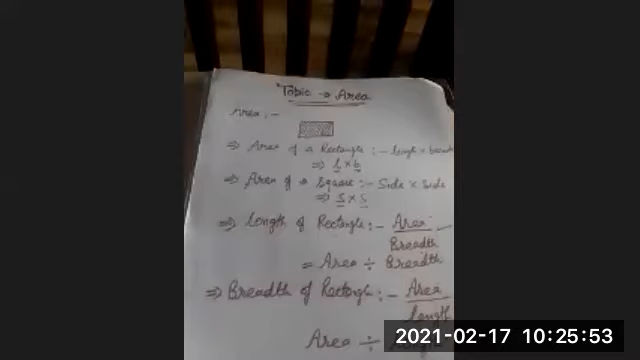 Topic → Area
Area :-
⇒ Area of a Rectangle :- length ×
⇒ l × b
⇒ Area of a Square :- Side × Side
⇒ S × S
⇒ length of Rectangle :- Area
Breadth
= Area ÷ Breadth
⇒ Breadth of Rectangle :- Area
length
Area ÷
2021-02-17 10:25:53